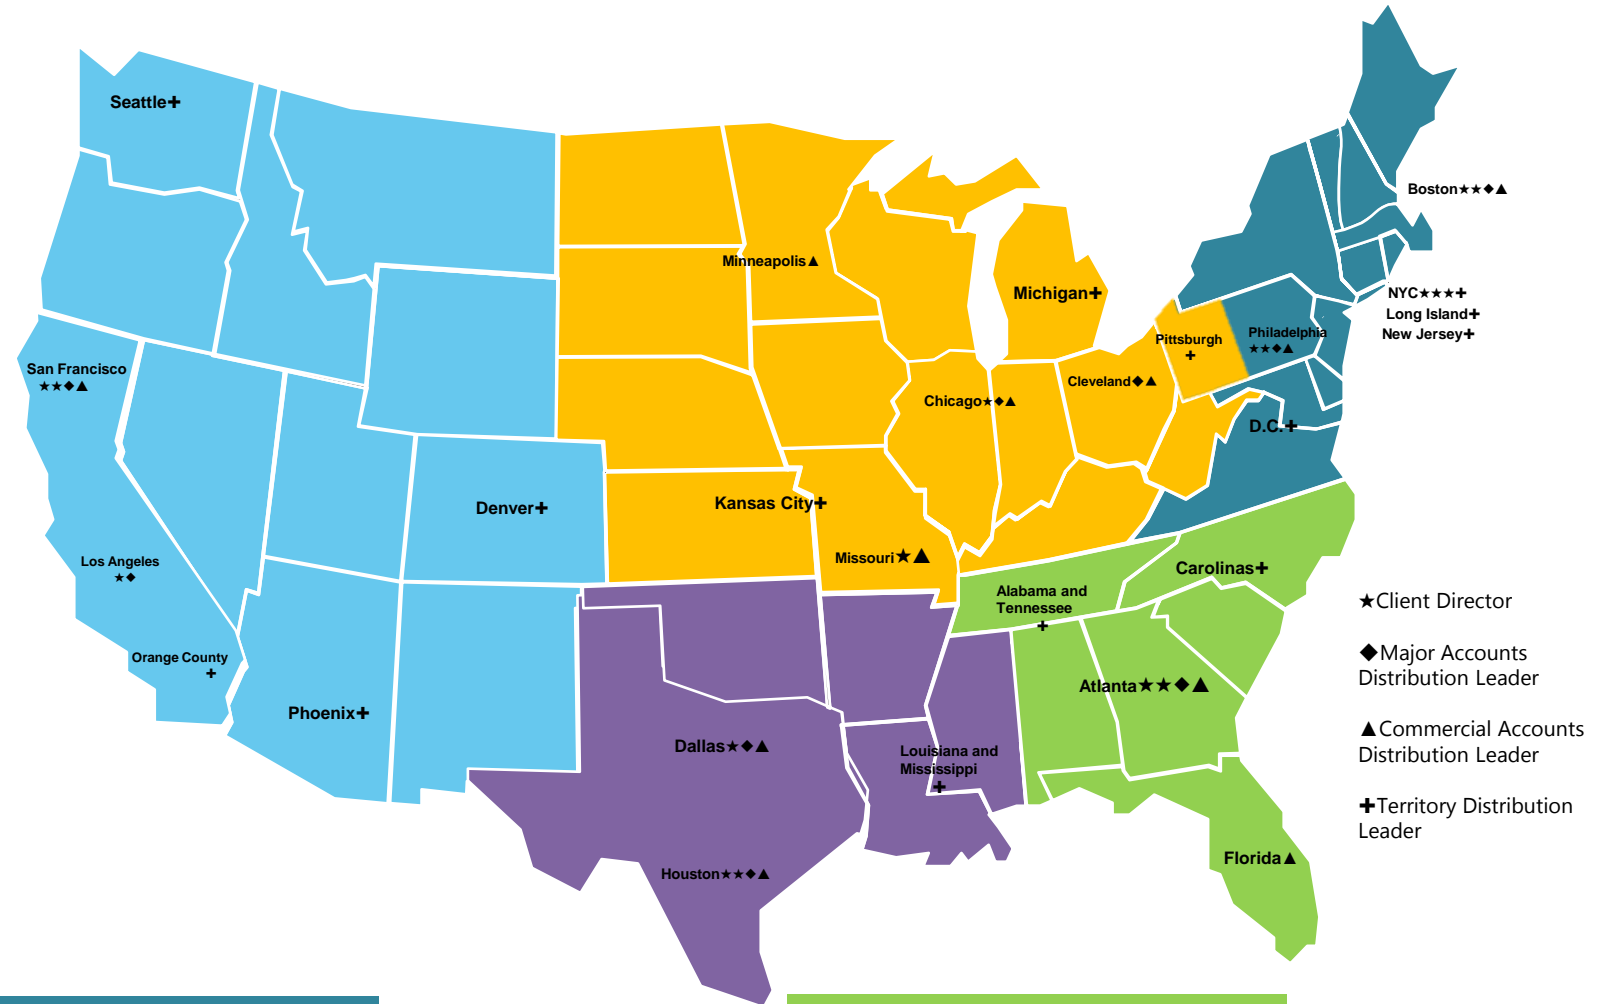 Seattle✚
Boston★★◆▲
Minneapolis▲
Michigan✚
NYC★★★✚
Long Island✚
New Jersey✚
Pittsburgh
✚
Philadelphia
★★◆▲
San Francisco
★★◆▲
Cleveland◆▲
Chicago★◆▲
D.C.✚
Denver✚
Kansas City✚
Missouri★▲
Los Angeles
★◆
Carolinas✚
Alabama and
Tennessee
✚
Orange County
✚
Atlanta★★◆▲
Phoenix✚
Dallas★◆▲
Louisiana and
Mississippi
✚
Houston★★◆▲
Florida▲
★Client Director
◆Major Accounts
Distribution Leader
▲Commercial Accounts
Distribution Leader
✚Territory Distribution
Leader